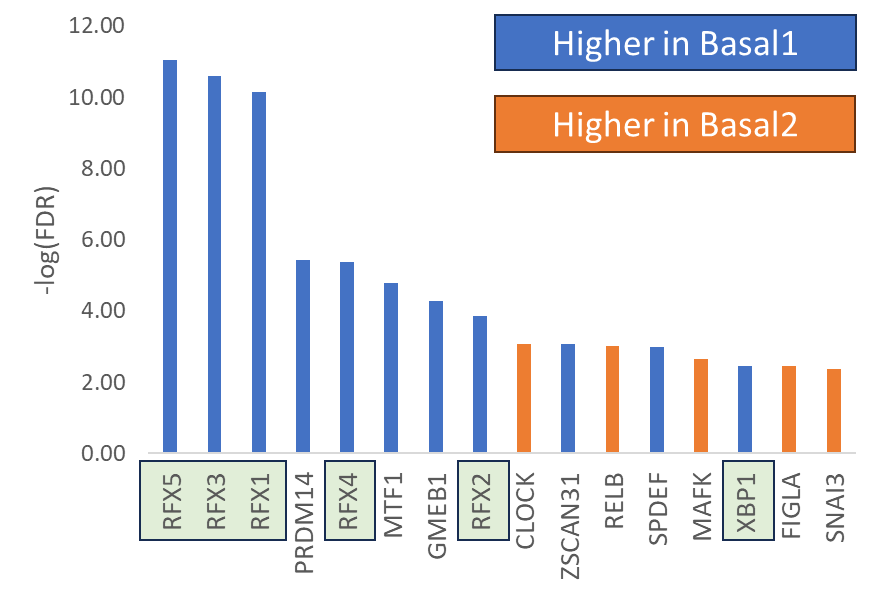 12.00
10.00
8.00
6.00
4.00
2.00
0.00
-log(FDR)
Higher in Basal1
Higher in Basal2
RFX5
RFX3
RFX1
PRDM14
RFX4
MTF1
GMEB1
RFX2
CLOCK
ZSCAN31
RELB
SPDEF
MAFK
XBP1
FIGLA
SNAI3